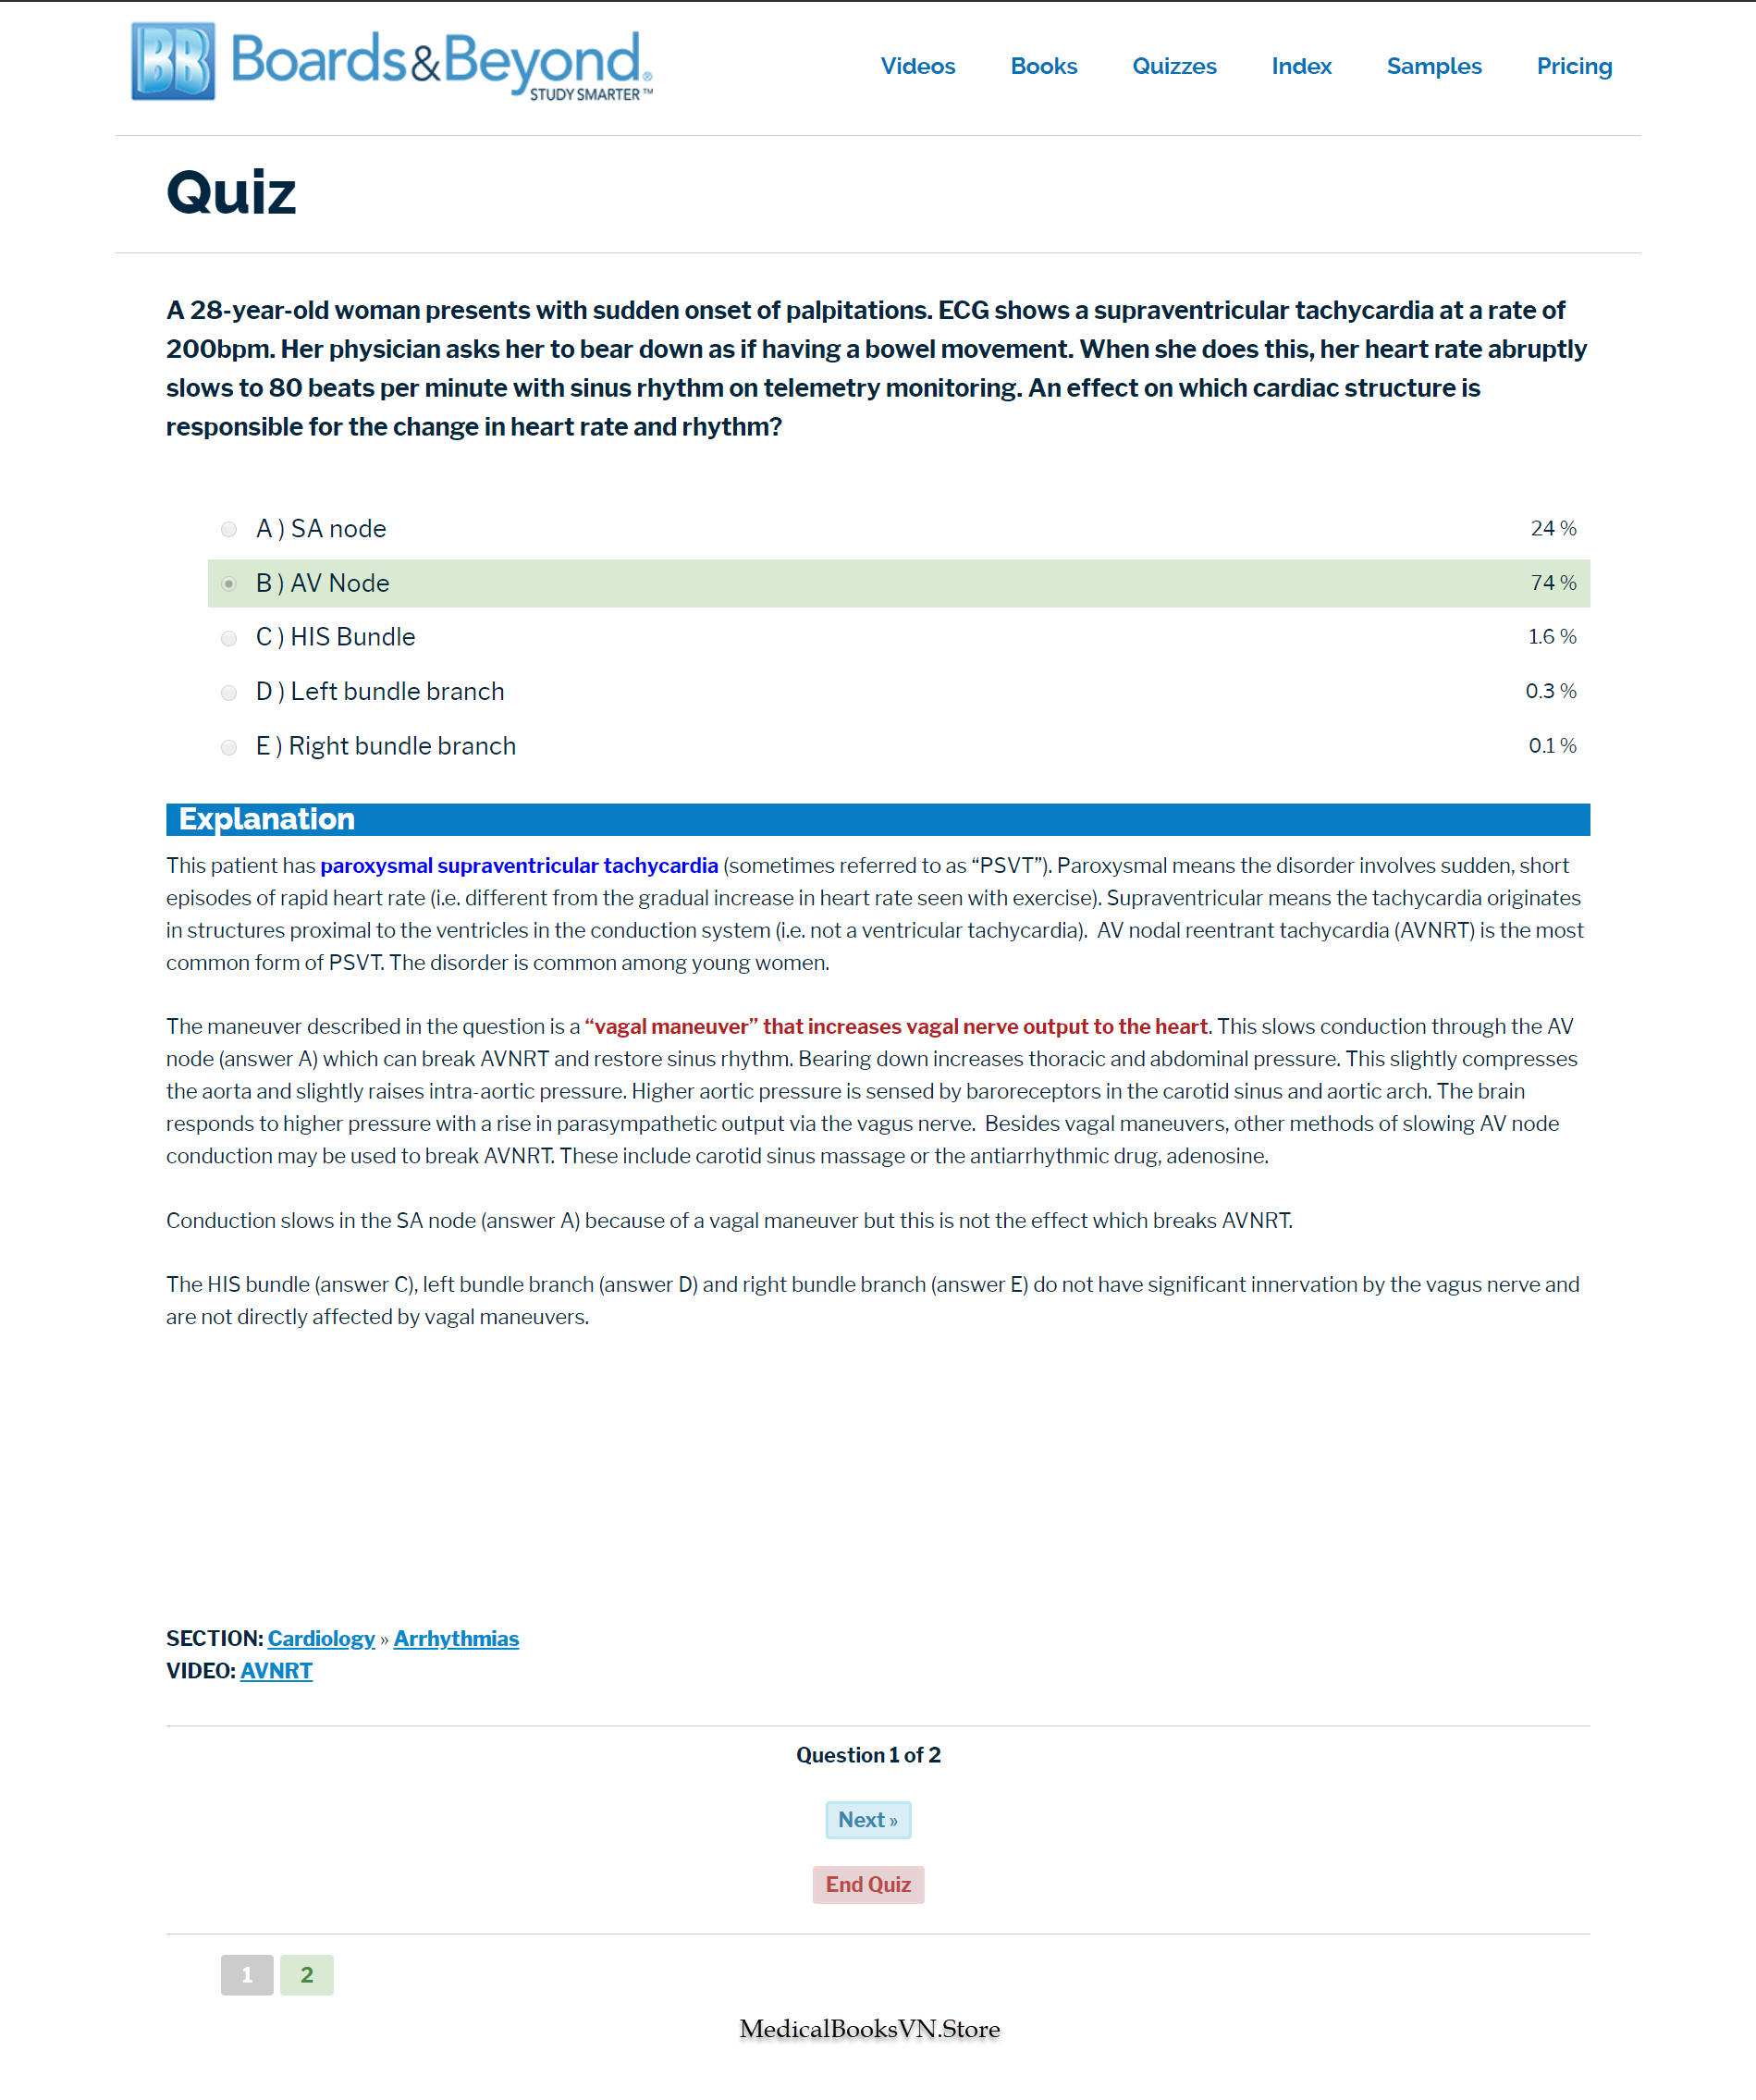 BB Boards&Beyond.®
STUDY SMARTER™
Videos Books Quizzes Index Samples Pricing
Quiz
A 28-year-old woman presents with sudden onset of palpitations. ECG shows a supraventricular tachycardia at a rate of
200bpm. Her physician asks her to bear down as if having a bowel movement. When she does this, her heart rate abruptly
slows to 80 beats per minute with sinus rhythm on telemetry monitoring. An effect on which cardiac structure is
responsible for the change in heart rate and rhythm?
A ) SA node 24 %
B ) AV Node 74 %
C ) HIS Bundle 1.6 %
D ) Left bundle branch 0.3 %
E ) Right bundle branch 0.1 %
Explanation
This patient has paroxysmal supraventricular tachycardia (sometimes referred to as “PSVT”). Paroxysmal means the disorder involves sudden, short
episodes of rapid heart rate (i.e. different from the gradual increase in heart rate seen with exercise). Supraventricular means the tachycardia originates
in structures proximal to the ventricles in the conduction system (i.e. not a ventricular tachycardia).  AV nodal reentrant tachycardia (AVNRT) is the most
common form of PSVT. The disorder is common among young women.
The maneuver described in the question is a “vagal maneuver” that increases vagal nerve output to the heart. This slows conduction through the AV
node (answer A) which can break AVNRT and restore sinus rhythm. Bearing down increases thoracic and abdominal pressure. This slightly compresses
the aorta and slightly raises intra-aortic pressure. Higher aortic pressure is sensed by baroreceptors in the carotid sinus and aortic arch. The brain
responds to higher pressure with a rise in parasympathetic output via the vagus nerve.  Besides vagal maneuvers, other methods of slowing AV node
conduction may be used to break AVNRT. These include carotid sinus massage or the antiarrhythmic drug, adenosine.
Conduction slows in the SA node (answer A) because of a vagal maneuver but this is not the effect which breaks AVNRT.
The HIS bundle (answer C), left bundle branch (answer D) and right bundle branch (answer E) do not have significant innervation by the vagus nerve and
are not directly affected by vagal maneuvers.
SECTION: Cardiology » Arrhythmias
VIDEO: AVNRT
Question 1 of 2
Next »
End Quiz
1 2
MedicalBooksVN.Store